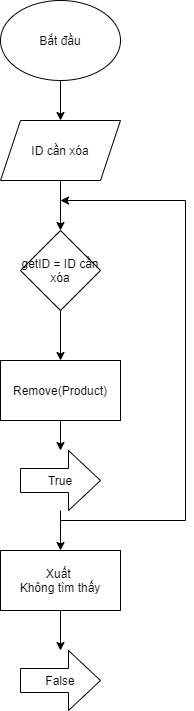 Bắt đầu
ID cần xóa
getID = ID cần
xóa
Remove(Product)
True
Xuất
Không tìm thấy
False